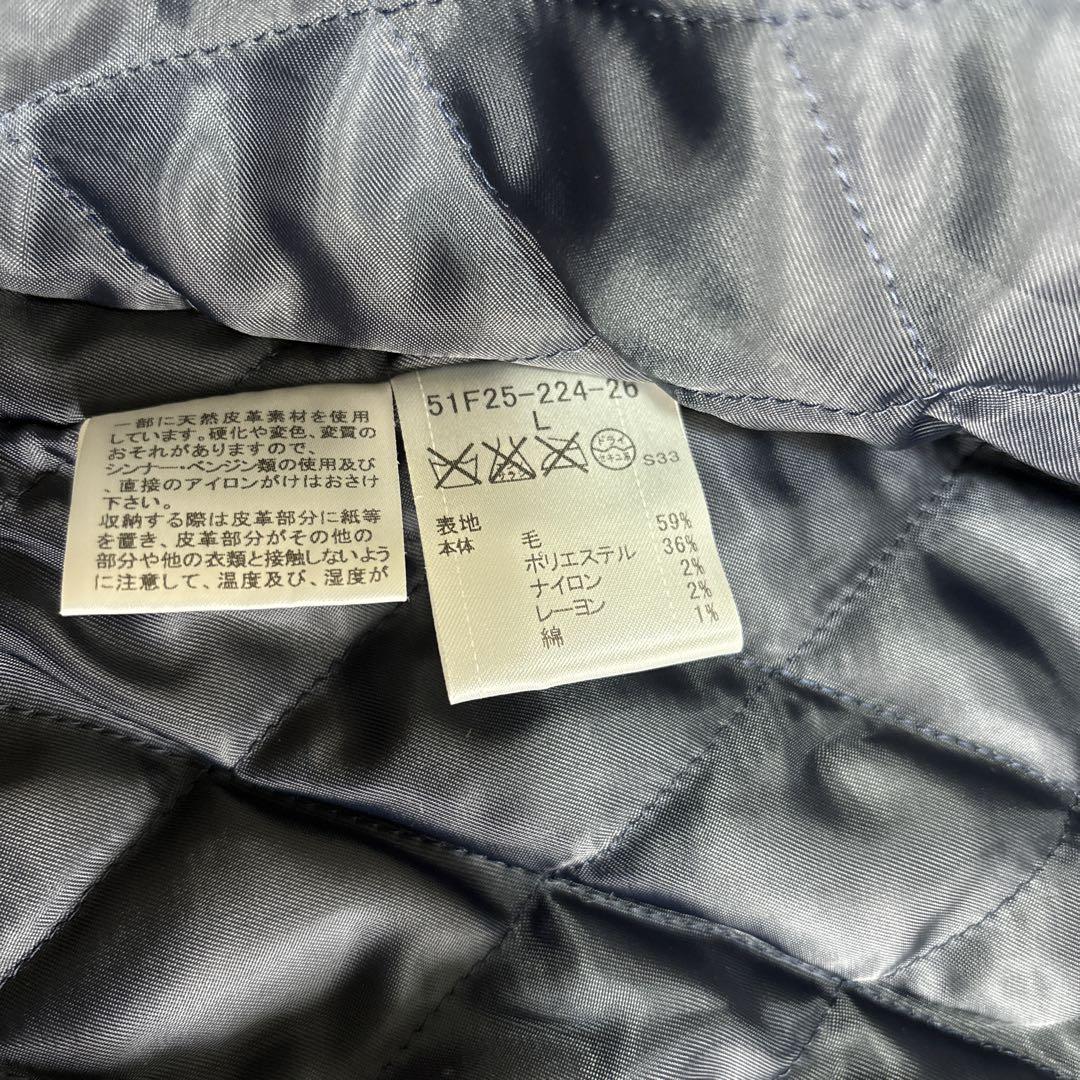 一部に天然皮革素材を使用
しています。硬化や変色、変質の
おそれがありますので、
シンナー・ベンジン類の使用及び
、直接のアイロンがけはおさけ
下さい。
収納する際は皮革部分に紙等
を置き、皮革部分がその他の
部分や他の衣類と接触しないよう
に注意して、温度及び、湿度が
51F25-224-26
L
ドライ
セキユ系
S33
表地
本体
毛 59%
ポリエステル 36%
ナイロン 2%
レーヨン 2%
綿 1%